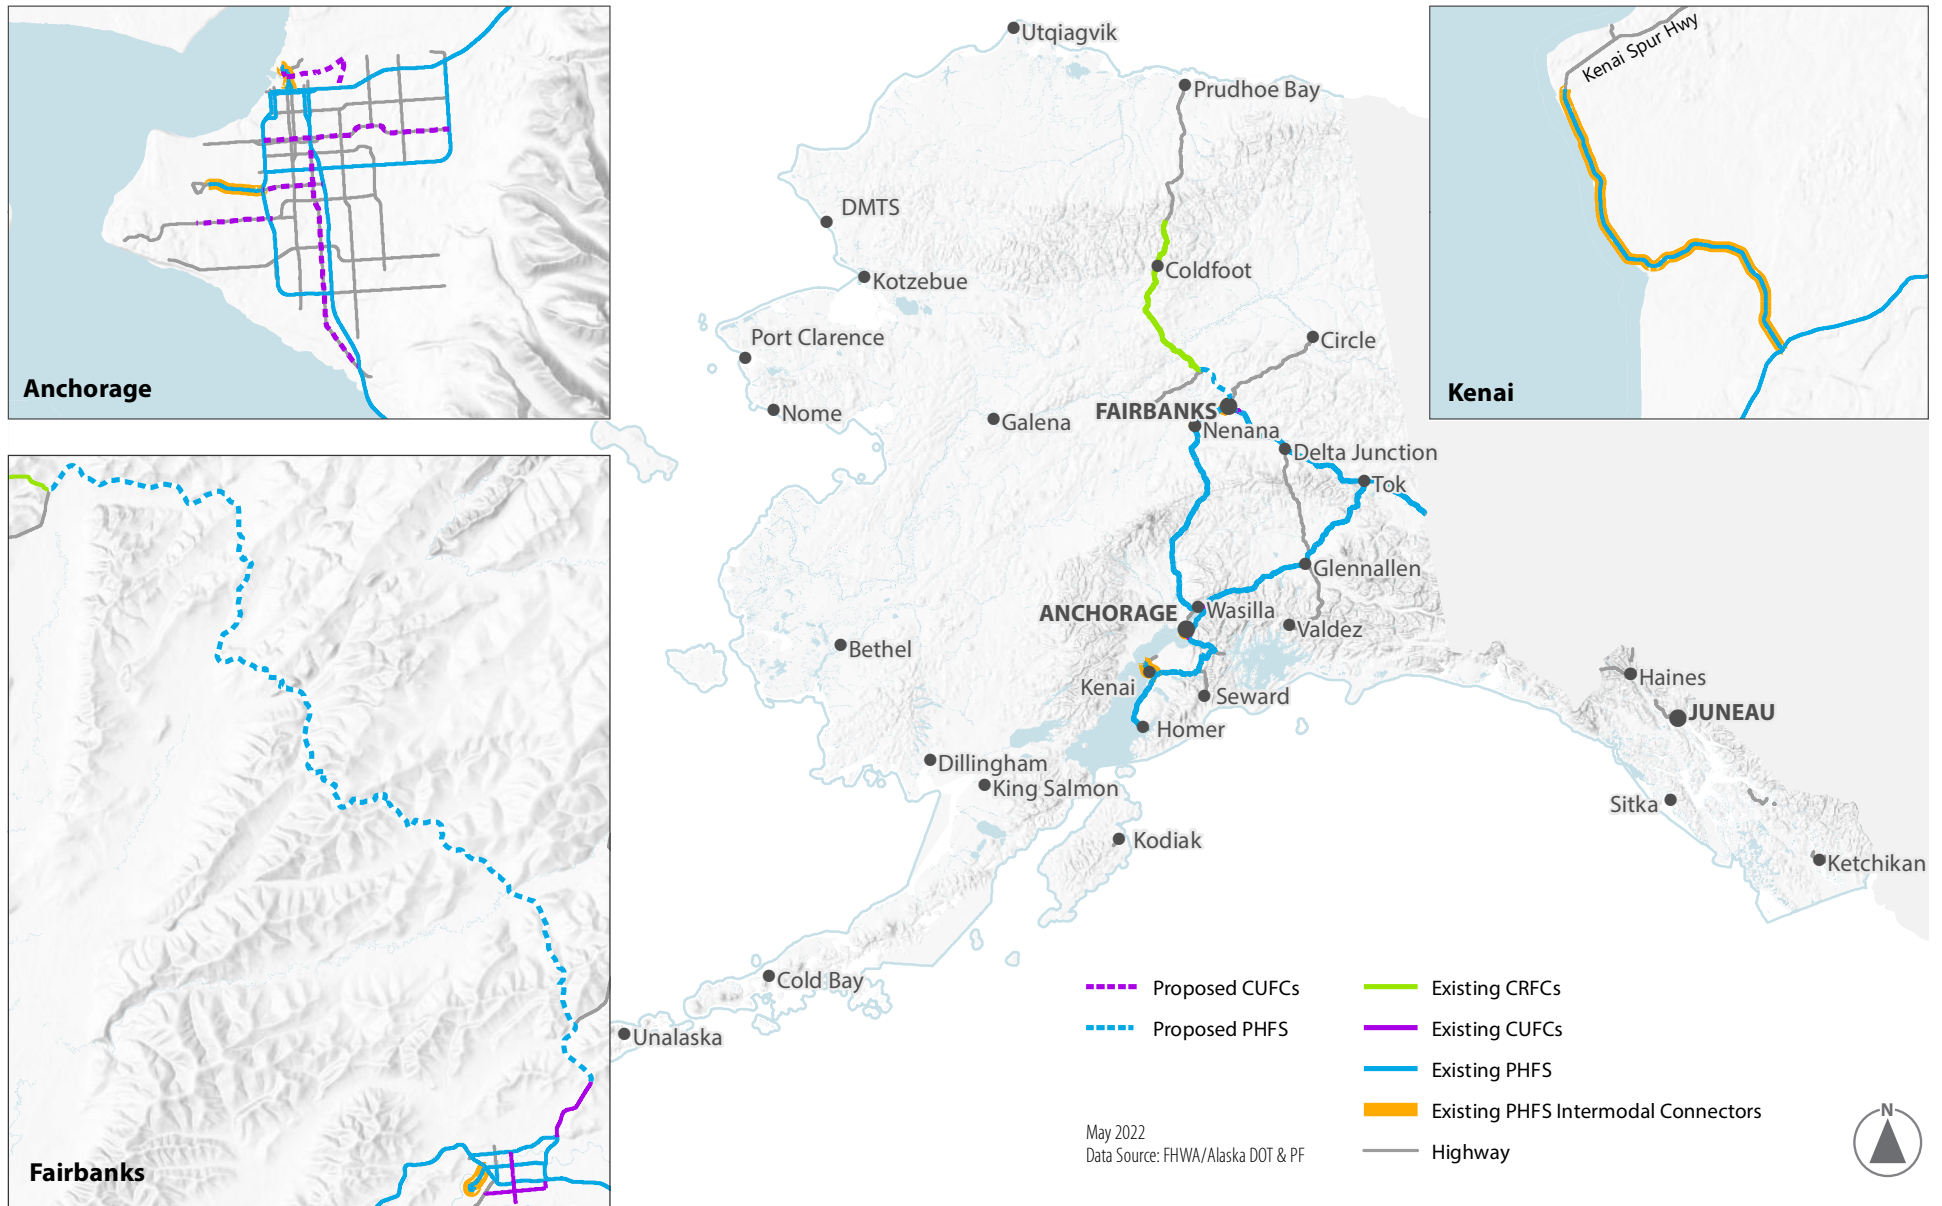 Utqiagvik
Prudhoe Bay
DMTS
Coldfoot
Kotzebue
Port Clarence
Circle
Nome
Galena
FAIRBANKS
Nenana
Delta Junction
Tok
Glennallen
ANCHORAGE
Wasilla
Valdez
Bethel
Kenai
Seward
Haines
JUNEAU
Homer
Dillingham
King Salmon
Sitka
Kodiak
Ketchikan
Cold Bay
Unalaska
Anchorage
Kenai Spur Hwy
Kenai
Fairbanks
Proposed CUFCs
Proposed PHFS
Existing CRFCs
Existing CUFCs
Existing PHFS
Existing PHFS Intermodal Connectors
Highway
May 2022
Data Source: FHWA/Alaska DOT & PF
N